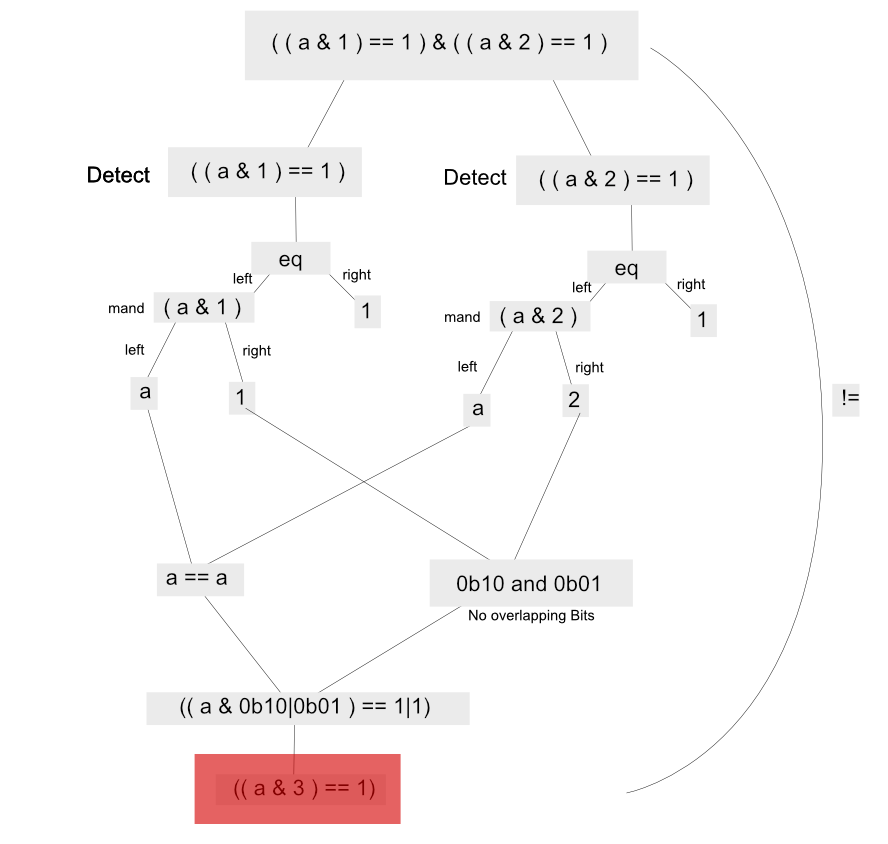 ( ( a & 1 ) == 1 ) & ( ( a & 2 ) == 1 )
Detect
( ( a & 1 ) == 1 )
Detect
( ( a & 2 ) == 1 )
eq
left
right
mand
( a & 1 )
1
left
right
a
1
eq
left
right
mand
( a & 2 )
1
left
right
a
2
!=
a == a
0b10 and 0b01
No overlapping Bits
(( a & 0b10|0b01 ) == 1|1)
(( a & 3 ) == 1)